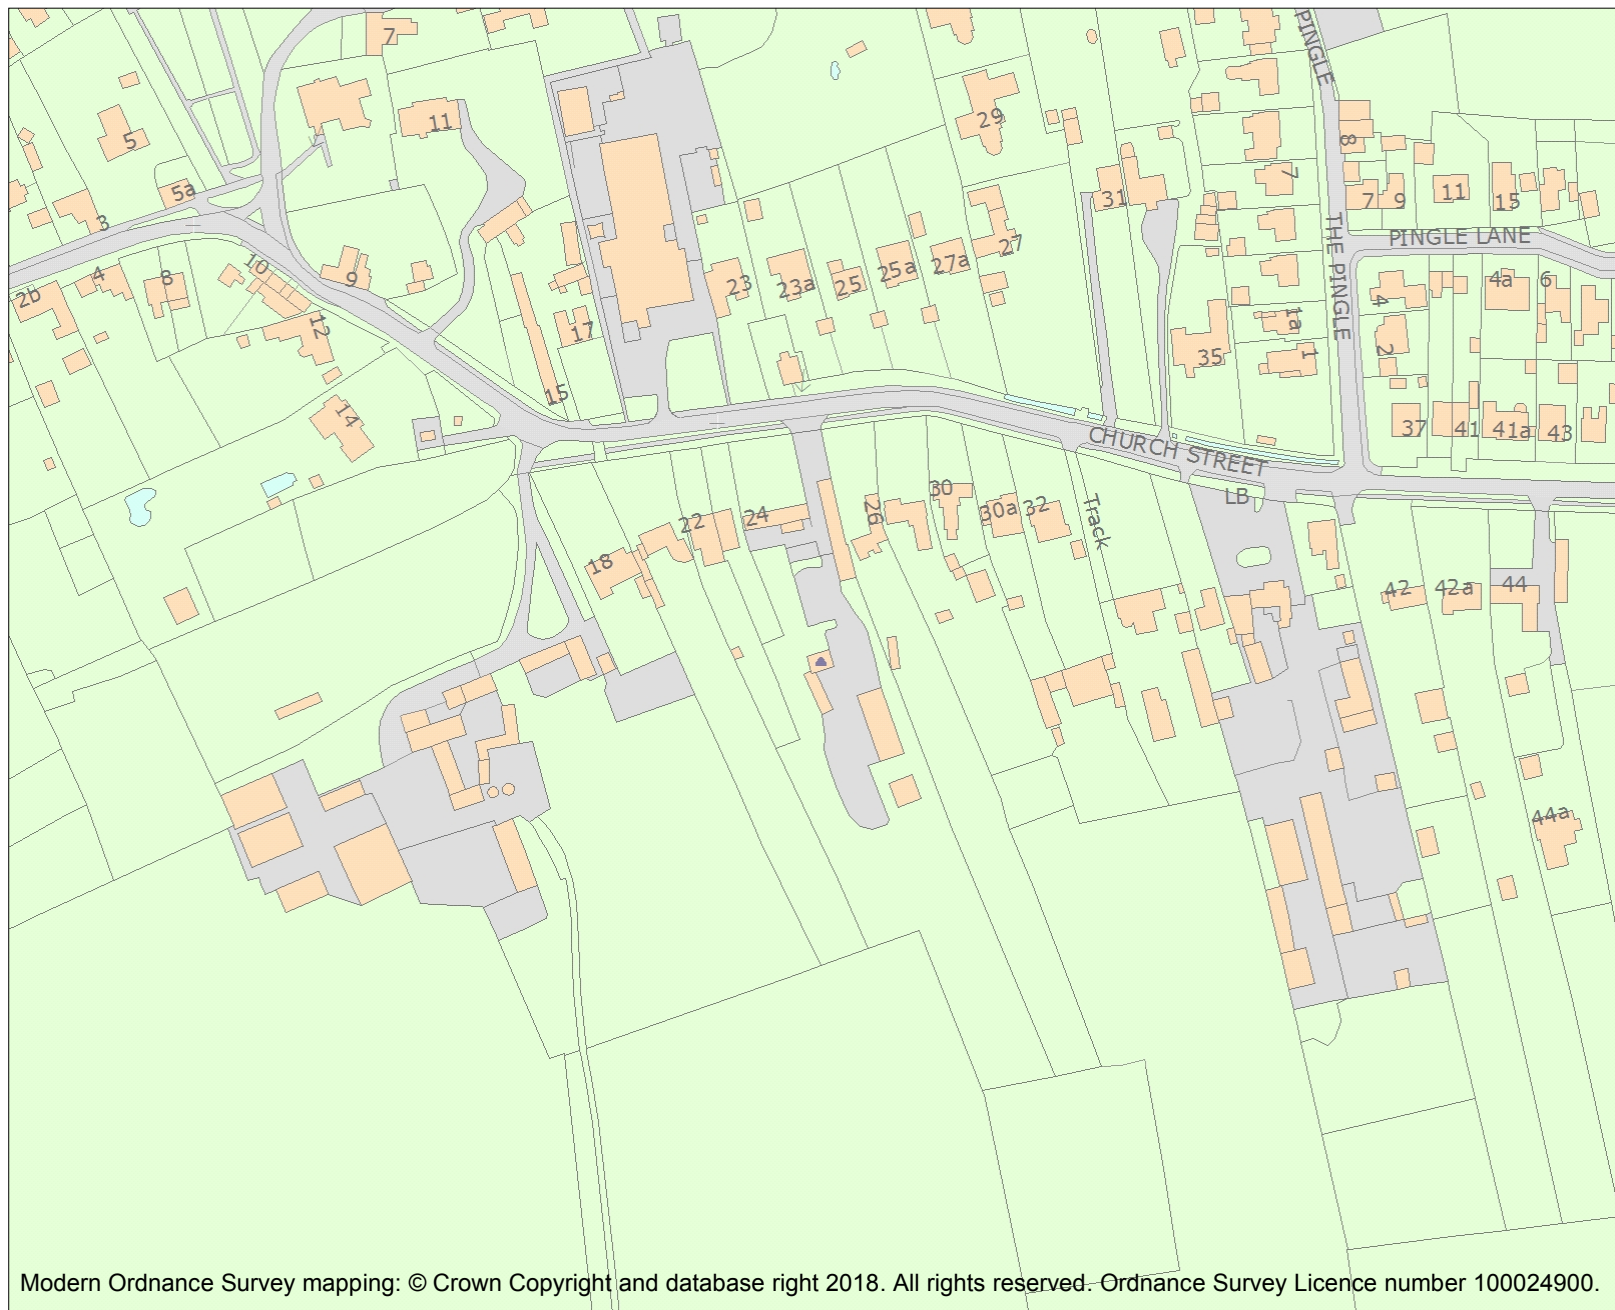 PINGLE
7
11
5
5a
3
29
8
7
31
7
9
11
15
4
8
10
9
2b
12
23
23a
25
25a
27a
27
THE PINGLE
PINGLE LANE
4
4a
6
17
35
1a
1
2
15
14
CHURCH STREET
37
41
41a
43
LB
18
22
24
26
30
30a
32
Track
42
42a
44
44a
Modern Ordnance Survey mapping: © Crown Copyright and database right 2018. All rights reserved. Ordnance Survey Licence number 100024900.